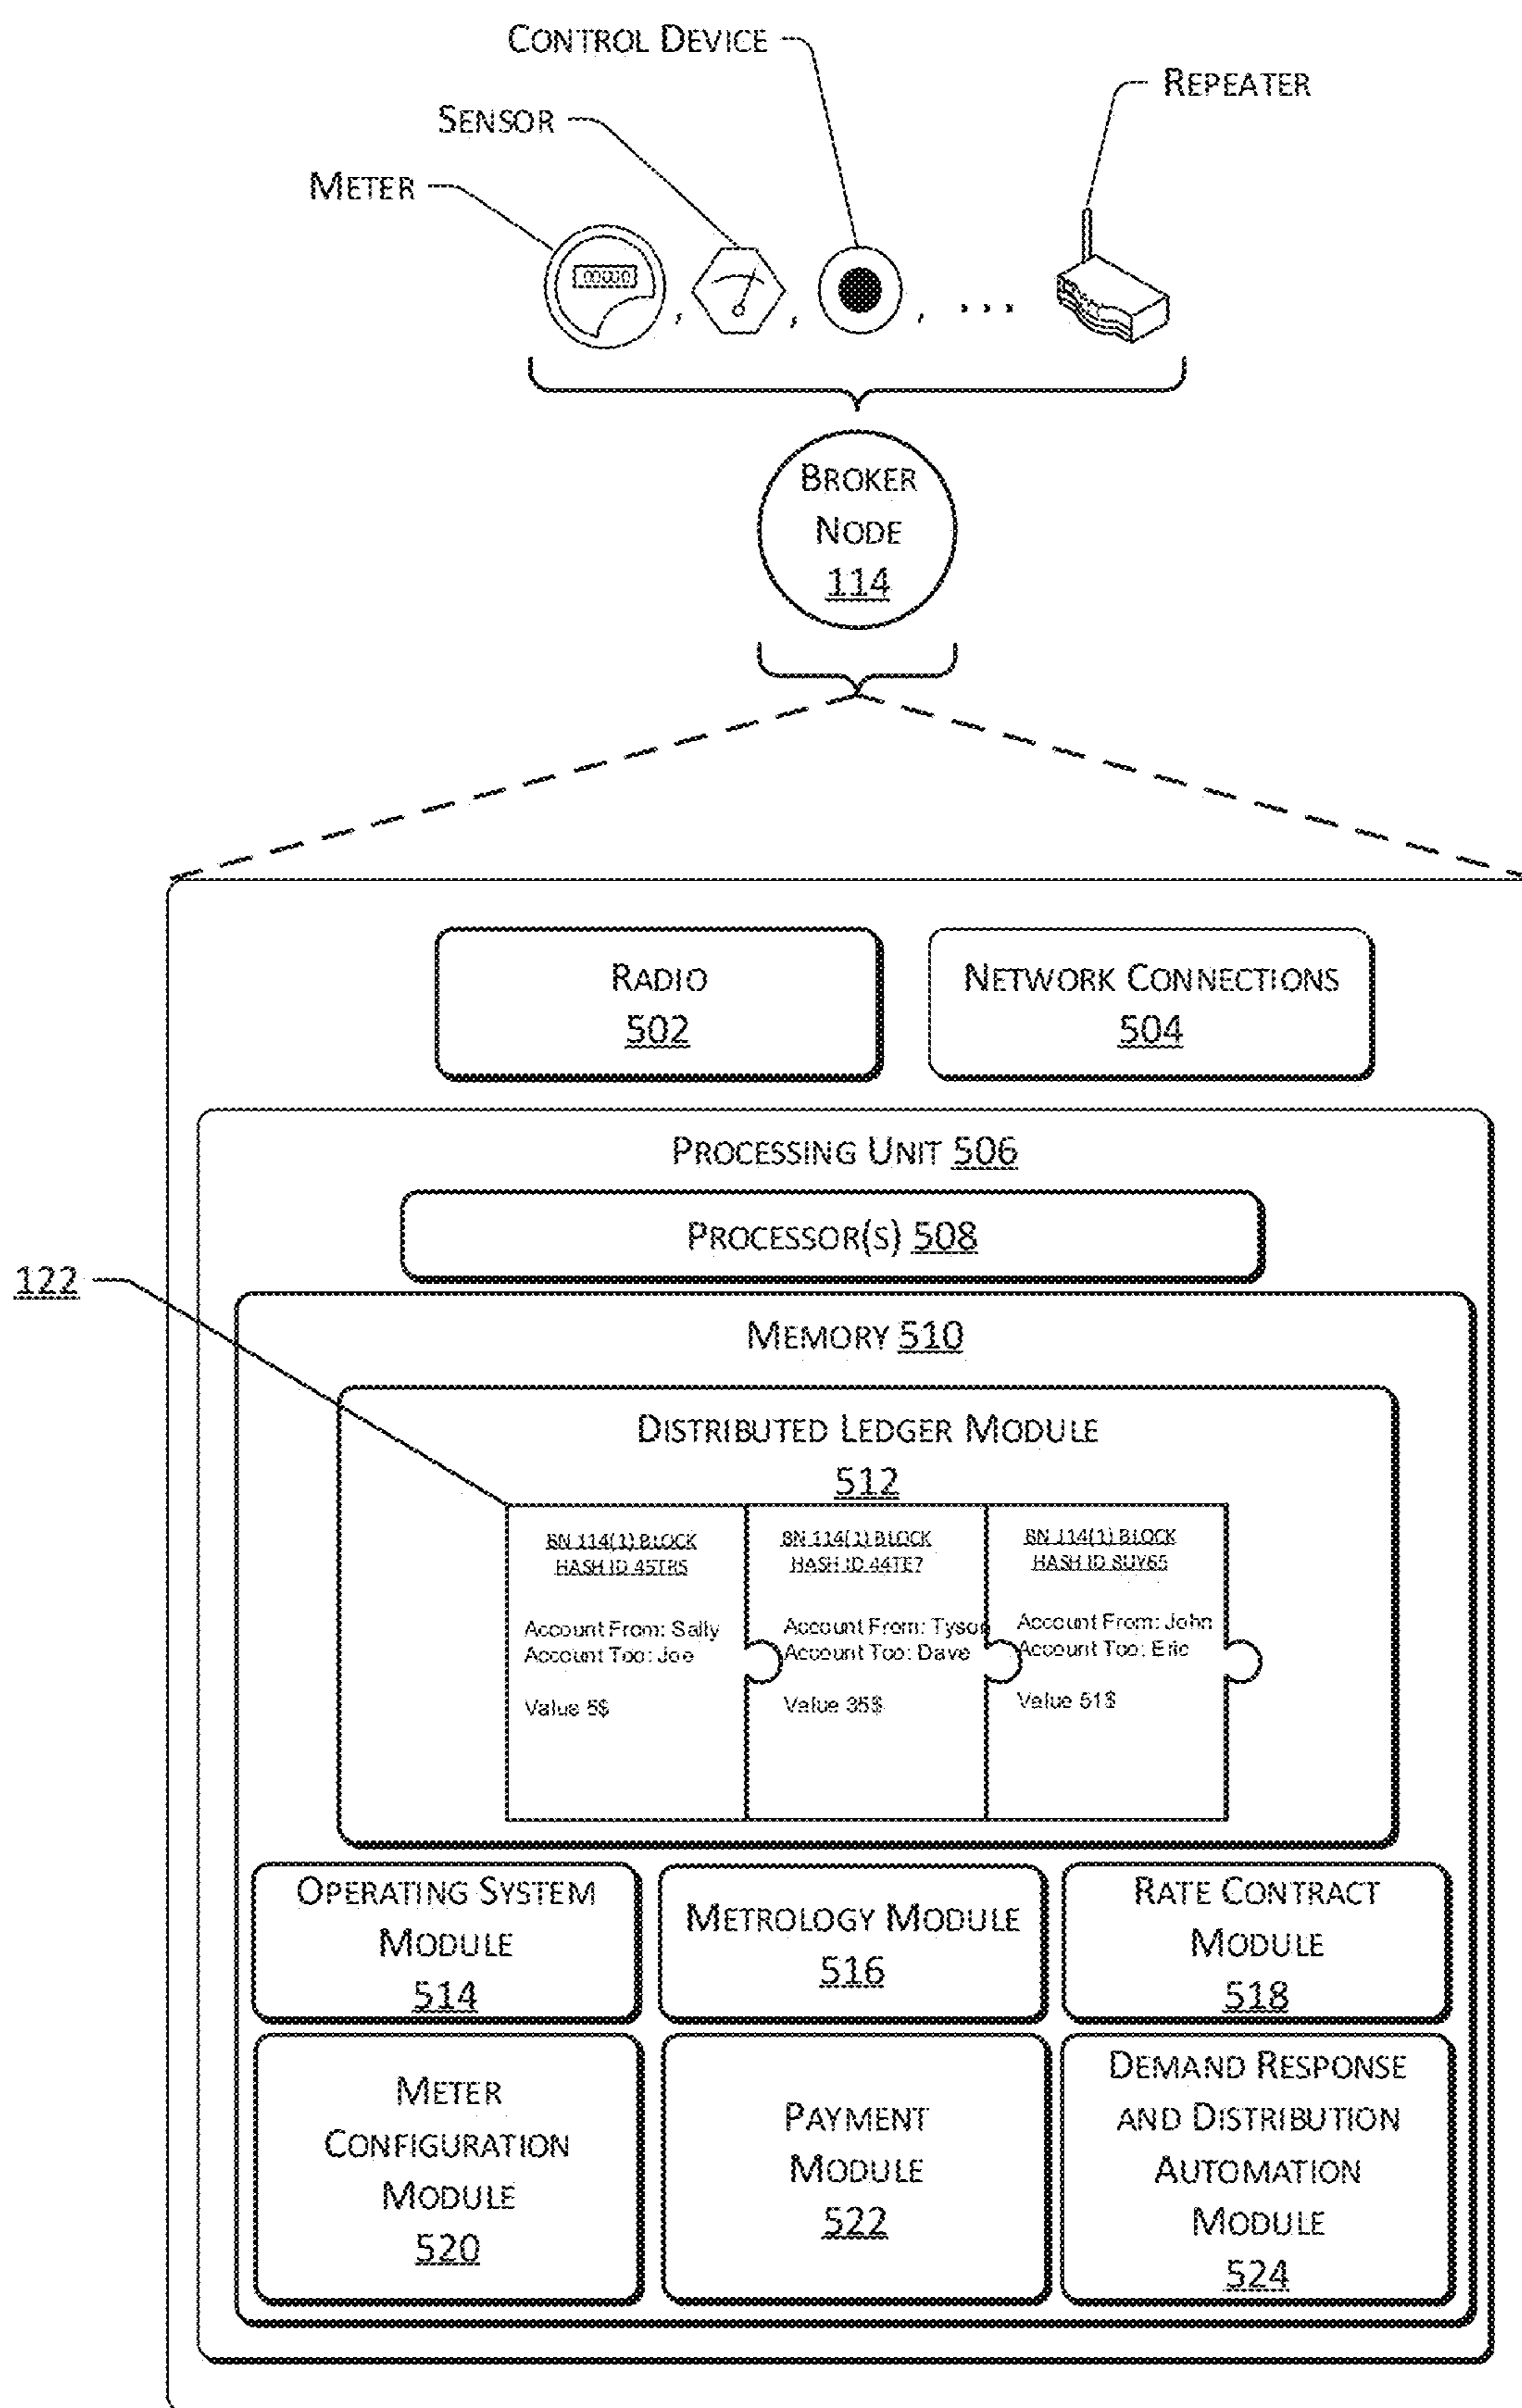 CONTROL DEVICE
REPEATER
SENSOR
METER
00000
, , , ...
BROKER
NODE
114
RADIO
502
NETWORK CONNECTIONS
504
PROCESSING UNIT 506
PROCESSOR(S) 508
122
MEMORY 510
DISTRIBUTED LEDGER MODULE
512
BN 114(1) BLOCK
HASH ID 45TR5
Account From: Sally
Account Too: Joe
Value 5$
BN 114(1) BLOCK
HASH ID 44TE7
Account From: Tyson
Account Too: Dave
Value 35$
BN 114(1) BLOCK
HASH ID 8UY65
Account From: John
Account Too: Eric
Value 51$
OPERATING SYSTEM
MODULE
514
METROLOGY MODULE
516
RATE CONTRACT
MODULE
518
METER
CONFIGURATION
MODULE
520
PAYMENT
MODULE
522
DEMAND RESPONSE
AND DISTRIBUTION
AUTOMATION
MODULE
524